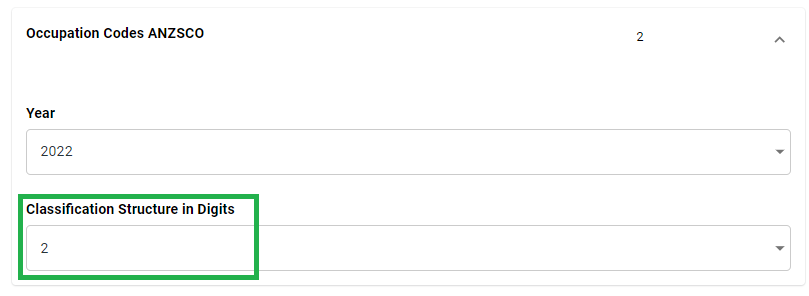 Occupation Codes ANZSCO 2
Year
2022
Classification Structure in Digits
2